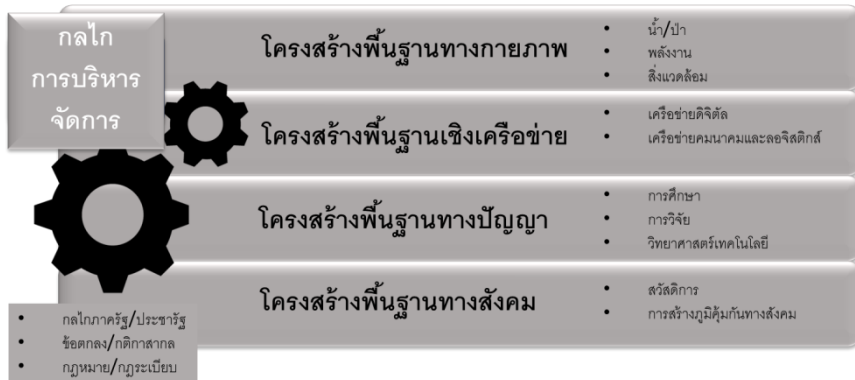 กลไก
การบริหาร
จัดการ
โครงสร้างพื้นฐานทางกายภาพ
• น้ำ/ป่า
• พลังงาน
• สิ่งแวดล้อม
โครงสร้างพื้นฐานเชิงเครือข่าย
• เครือข่ายดิจิตัล
• เครือข่ายคมนาคมและลอจิสติกส์
โครงสร้างพื้นฐานทางปัญญา
• การศึกษา
• การวิจัย
• วิทยาศาสตร์เทคโนโลยี
โครงสร้างพื้นฐานทางสังคม
• สวัสดิการ
• การสร้างภูมิคุ้มกันทางสังคม
• กลไกภาครัฐ/ประชารัฐ
• ข้อตกลง/กติกาสากล
• กฎหมาย/กฎระเบียบ